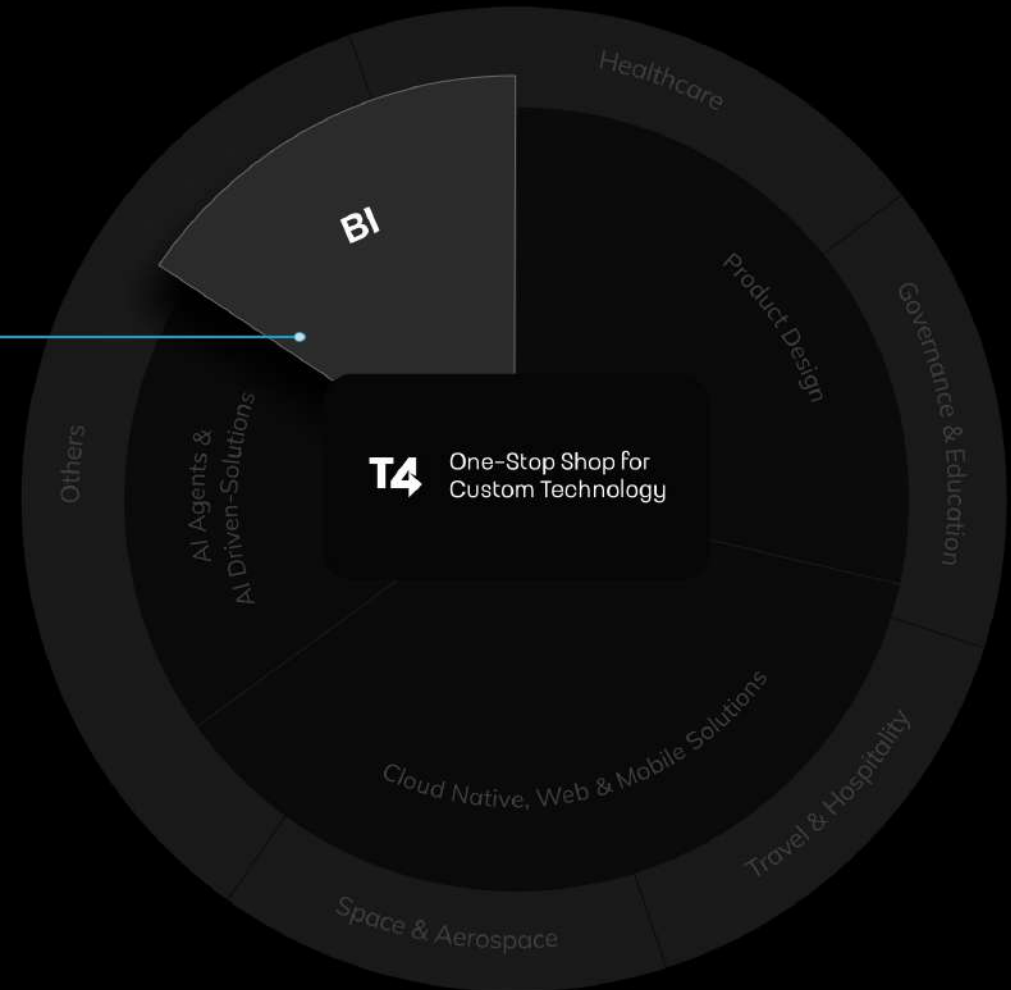 Healthcare
BI
Product Design
Governance & Education
Others
AI Agents &
AI Driven-Solutions
T4
One-Stop Shop for
Custom Technology
Cloud Native, Web & Mobile Solutions
Travel & Hospitality
Space & Aerospace